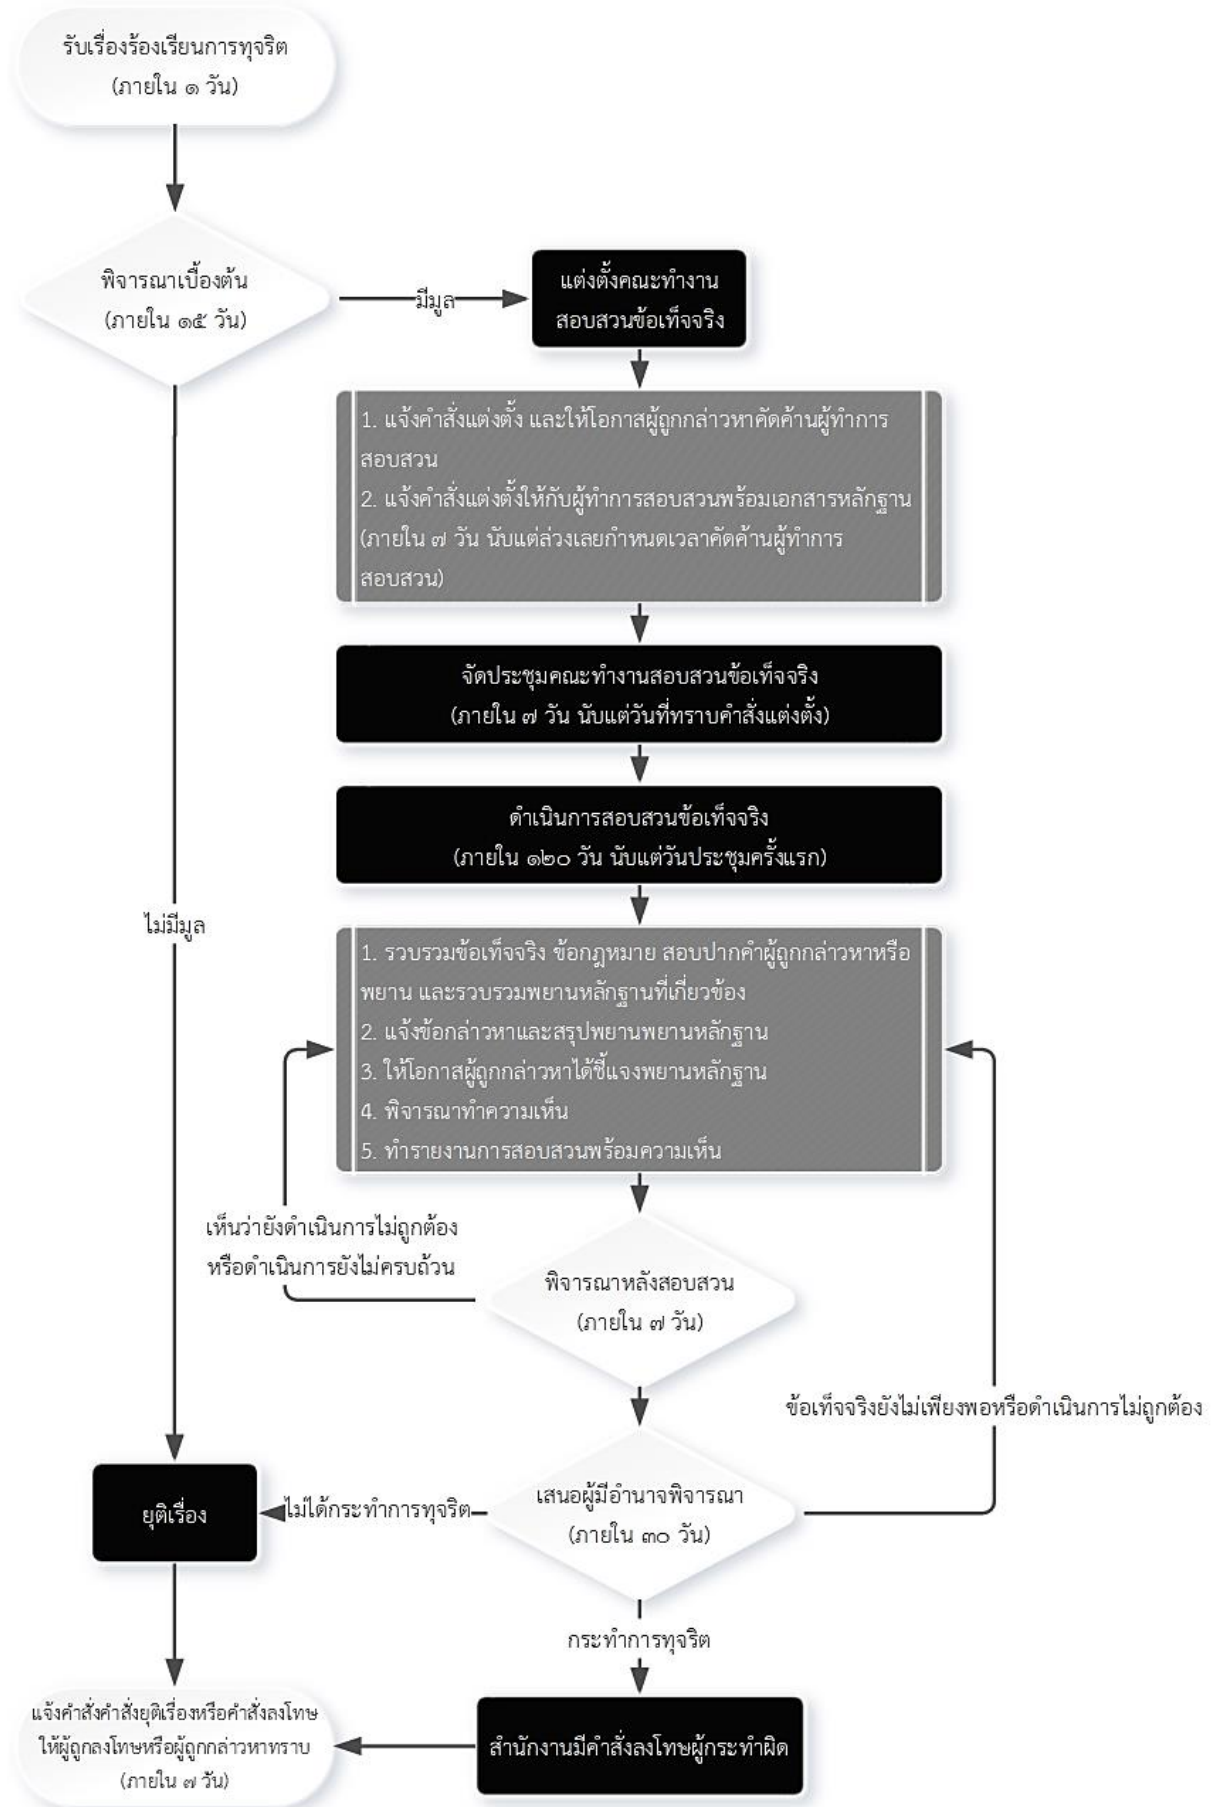 รับเรื่องร้องเรียนการทุจริต
(ภายใน ๑ วัน)
พิจารณาเบื้องต้น
(ภายใน ๑๕ วัน)
มีมูล
แต่งตั้งคณะทำงาน
สอบสวนข้อเท็จจริง
1. แจ้งคำสั่งแต่งตั้ง และให้โอกาสผู้ถูกกล่าวหาคัดค้านผู้ทำการ
สอบสวน
2. แจ้งคำสั่งแต่งตั้งให้กับผู้ทำการสอบสวนพร้อมเอกสารหลักฐาน
(ภายใน ๗ วัน นับแต่ล่วงเลยกำหนดเวลาคัดค้านผู้ทำการ
สอบสวน)
จัดประชุมคณะทำงานสอบสวนข้อเท็จจริง
(ภายใน ๗ วัน นับแต่วันที่ทราบคำสั่งแต่งตั้ง)
ดำเนินการสอบสวนข้อเท็จจริง
(ภายใน ๑๒๐ วัน นับแต่วันประชุมครั้งแรก)
ไม่มีมูล
1. รวบรวมข้อเท็จจริง ข้อกฎหมาย สอบปากคำผู้ถูกกล่าวหาหรือ
พยาน และรวบรวมพยานหลักฐานที่เกี่ยวข้อง
2. แจ้งข้อกล่าวหาและสรุปพยานพยานหลักฐาน
3. ให้โอกาสผู้ถูกกล่าวหาได้ชี้แจงพยานหลักฐาน
4. พิจารณาทำความเห็น
5. ทำรายงานการสอบสวนพร้อมความเห็น
เห็นว่ายังดำเนินการไม่ถูกต้อง
หรือดำเนินการยังไม่ครบถ้วน
พิจารณาหลังสอบสวน
(ภายใน ๗ วัน)
ข้อเท็จจริงยังไม่เพียงพอหรือดำเนินการไม่ถูกต้อง
เสนอผู้มีอำนาจพิจารณา
(ภายใน ๓๐ วัน)
ไม่ได้กระทำการทุจริต
ยุติเรื่อง
กระทำการทุจริต
สำนักงานมีคำสั่งลงโทษผู้กระทำผิด
แจ้งคำสั่งคำสั่งยุติเรื่องหรือคำสั่งลงโทษ
ให้ผู้ถูกลงโทษหรือผู้ถูกกล่าวหาทราบ
(ภายใน ๗ วัน)